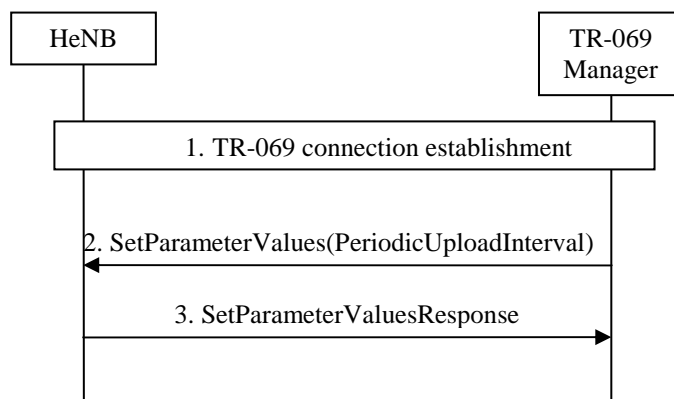 HeNB
TR-069
Manager
1. TR-069 connection establishment
2. SetParameterValues(PeriodicUploadInterval)
3. SetParameterValuesResponse